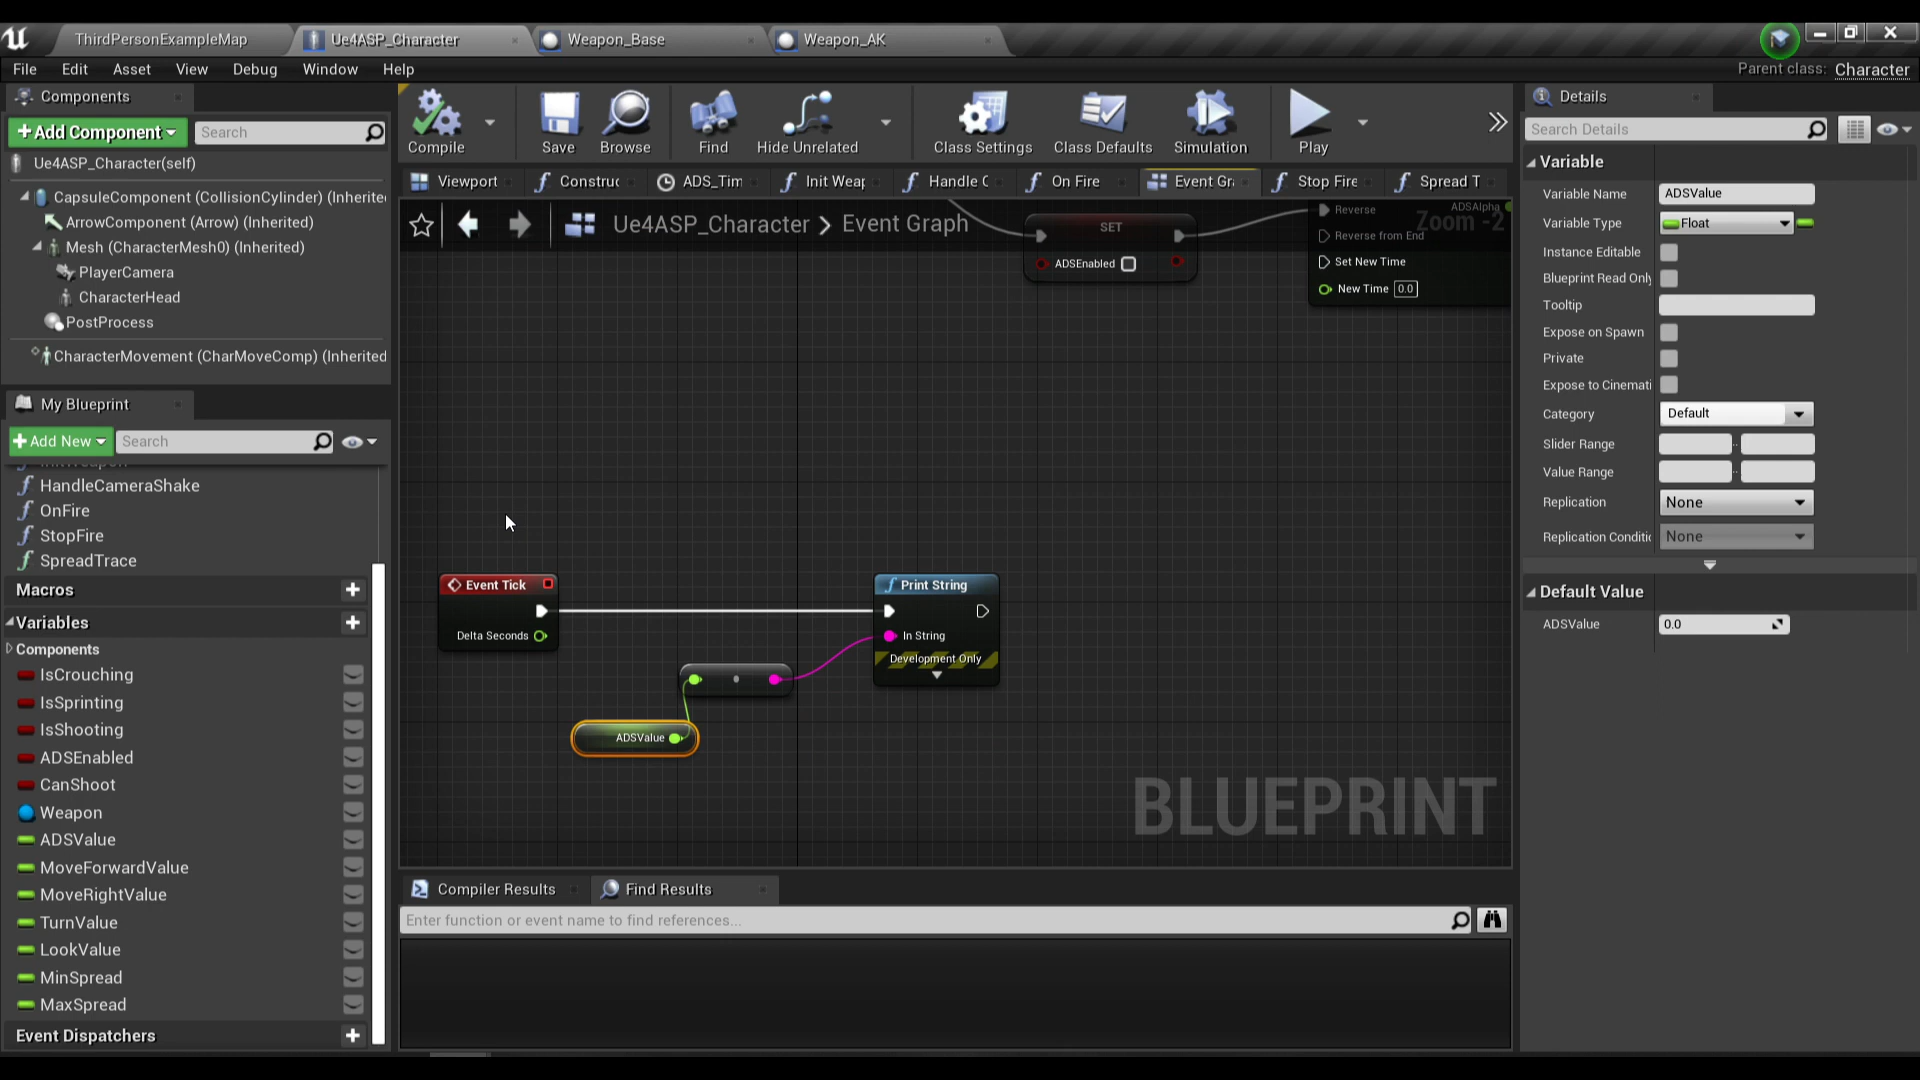 ThirdPersonExampleMap
Ue4ASP_Character
Weapon_Base
Weapon_AK
File Edit Asset View Debug Window Help
Parent class: Character
Components
+Add Component
Search
Ue4ASP_Character(self)
CapsuleComponent (CollisionCylinder) (Inherite
ArrowComponent (Arrow) (Inherited)
Mesh (CharacterMesh0) (Inherited)
PlayerCamera
CharacterHead
PostProcess
CharacterMovement (CharMoveComp) (Inherited
My Blueprint
+Add New
Search
HandleCameraShake
OnFire
StopFire
SpreadTrace
Macros
Variables
Components
IsCrouching
IsSprinting
IsShooting
ADSEnabled
CanShoot
Weapon
ADSValue
MoveForwardValue
MoveRightValue
TurnValue
LookValue
MinSpread
MaxSpread
Event Dispatchers
Compile
Save
Browse
Find
Hide Unrelated
Class Settings
Class Defaults
Simulation
Play
Viewport
Construc
ADS_Tim
Init Weap
Handle C
On Fire
Event Gra
Stop Fire
Spread T
Ue4ASP_Character > Event Graph
Zoom -2
SET
ADSEnabled
Reverse
ADSAlpha
Reverse from End
Set New Time
New Time 0.0
Event Tick
Delta Seconds
Print String
In String
Development Only
ADSValue
BLUEPRINT
Compiler Results
Find Results
Enter function or event name to find references...
Details
Search Details
Variable
Variable Name ADSValue
Variable Type Float
Instance Editable
Blueprint Read Only
Tooltip
Expose on Spawn
Private
Expose to Cinemati
Category Default
Slider Range
Value Range
Replication None
Replication Conditic None
Default Value
ADSValue 0.0